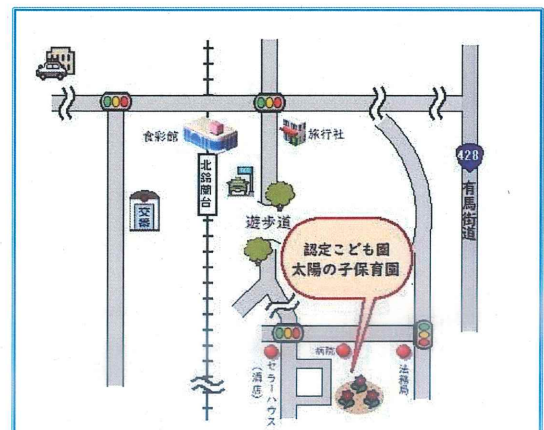 食彩館
旅行社
北鈴蘭台
交番
428
有馬街道
遊歩道
認定こども園
太陽の子保育園
病院
セラーハウス
(酒店)
法務局